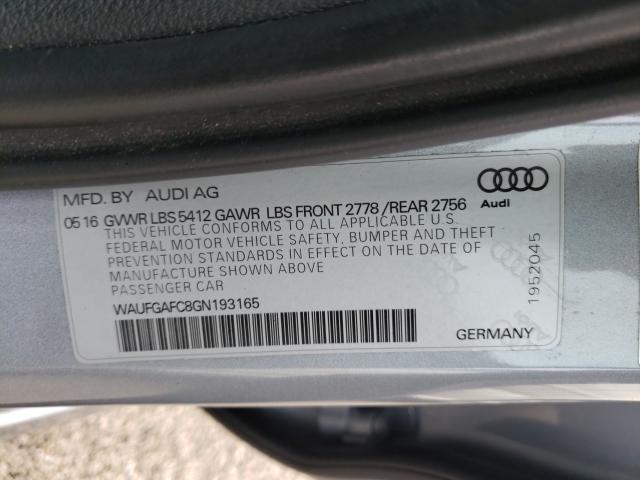 MFD. BY AUDI AG
Audi
05 16 GVWR LBS 5412 GAWR LBS FRONT 2778 /REAR 2756
THIS VEHICLE CONFORMS TO ALL APPLICABLE U.S.
FEDERAL MOTOR VEHICLE SAFETY, BUMPER AND THEFT
PREVENTION STANDARDS IN EFFECT ON THE DATE OF
MANUFACTURE SHOWN ABOVE
PASSENGER CAR
WAUFGAFC8GN193165
GERMANY
1952045